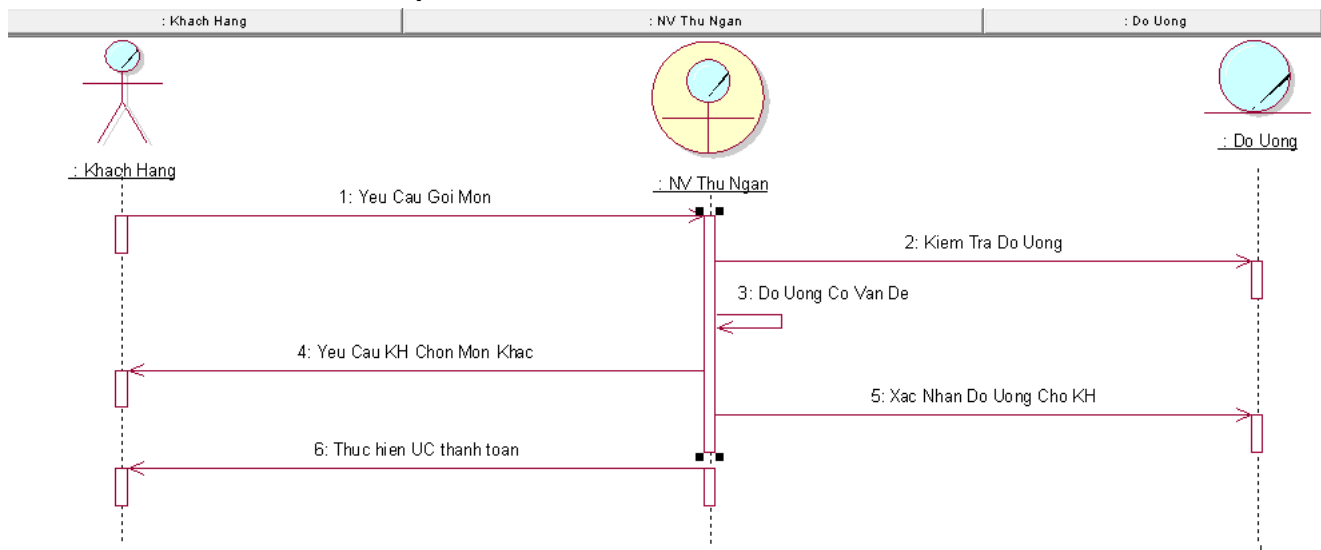 : Khach Hang
: NV Thu Ngan
: Do Uong
: Khach Hang
: NV Thu Ngan
: Do Uong
1: Yeu Cau Goi Mon
2: Kiem Tra Do Uong
3: Do Uong Co Van De
4: Yeu Cau KH Chon Mon Khac
5: Xac Nhan Do Uong Cho KH
6: Thuc hien UC thanh toan